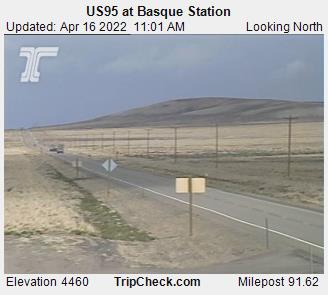 US95 at Basque Station
Updated: Apr 16 2022 11:01 AM Looking North
Elevation 4460 TripCheck.com Milepost 91.62